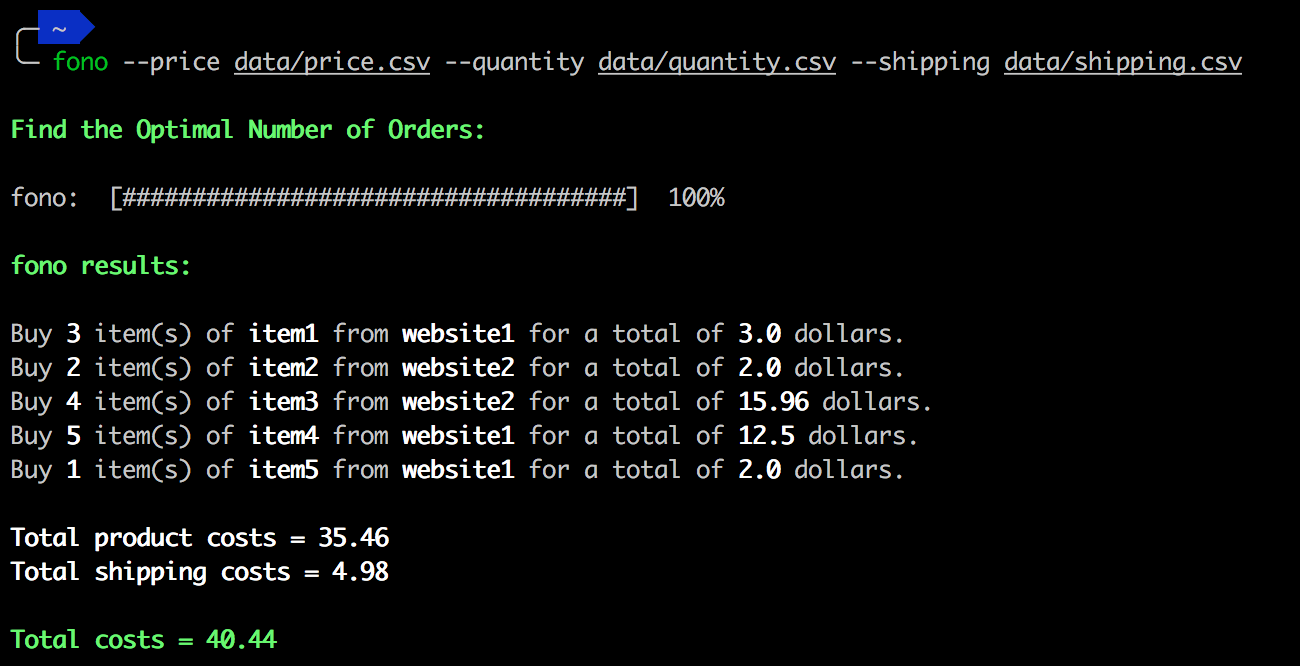 ~
fono --price data/price.csv --quantity data/quantity.csv --shipping data/shipping.csv
Find the Optimal Number of Orders:
fono: [####################################] 100%
fono results:
Buy 3 item(s) of item1 from website1 for a total of 3.0 dollars.
Buy 2 item(s) of item2 from website2 for a total of 2.0 dollars.
Buy 4 item(s) of item3 from website2 for a total of 15.96 dollars.
Buy 5 item(s) of item4 from website1 for a total of 12.5 dollars.
Buy 1 item(s) of item5 from website1 for a total of 2.0 dollars.
Total product costs = 35.46
Total shipping costs = 4.98
Total costs = 40.44